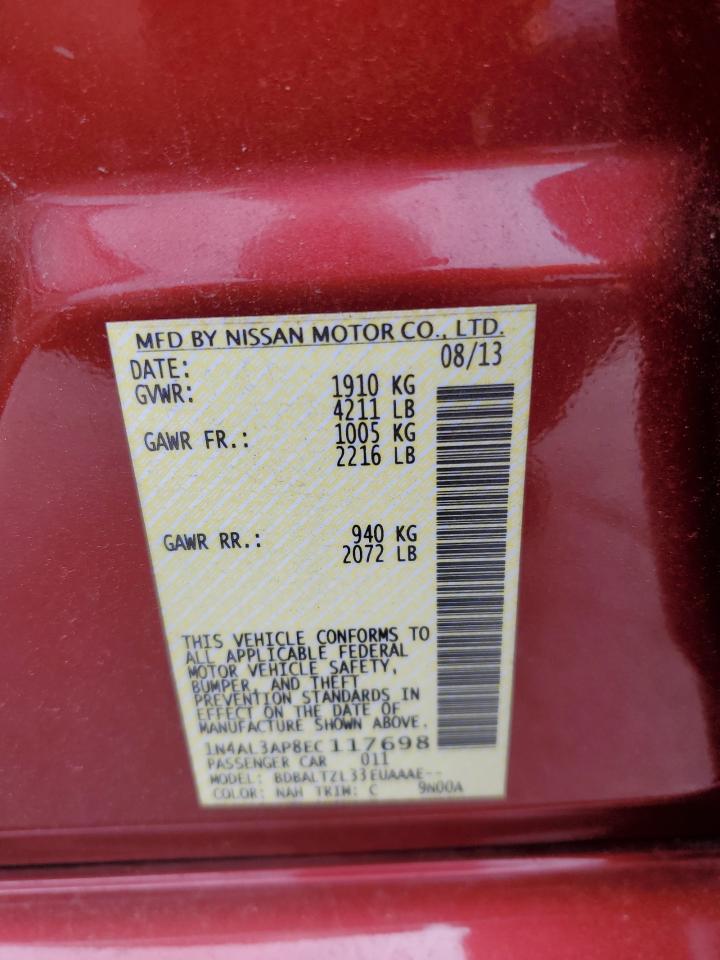 MFD BY NISSAN MOTOR CO., LTD.
DATE: 08/13
GVWR: 1910 KG
4211 LB
GAWR FR.: 1005 KG
2216 LB
GAWR RR.: 940 KG
2072 LB
THIS VEHICLE CONFORMS TO
ALL APPLICABLE FEDERAL
MOTOR VEHICLE SAFETY,
BUMPER, AND THEFT
PREVENTION STANDARDS IN
EFFECT ON THE DATE OF
MANUFACTURE SHOWN ABOVE.
1N4AL3AP8EC117698
PASSENGER CAR 011
MODEL: BDBALTZL33EUAAAE--
COLOR: NAH TRIM: C 9N00A